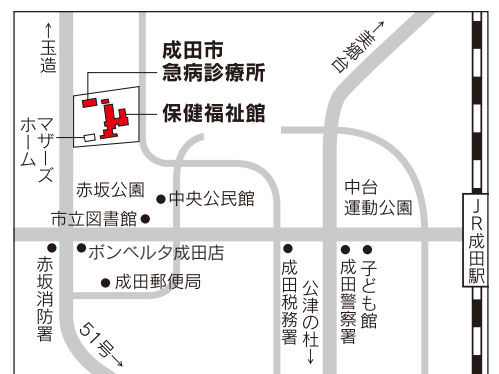 ←玉造
成田市
急病診療所
保健福祉館
マザーズ
ホーム
←美郷台
赤坂公園
中央公民館
市立図書館
中台
運動公園
JR成田駅
赤坂消防署
ボンベルタ成田店
成田郵便局
成田税務署
公津の杜→
成田警察署
子ども館
51号→